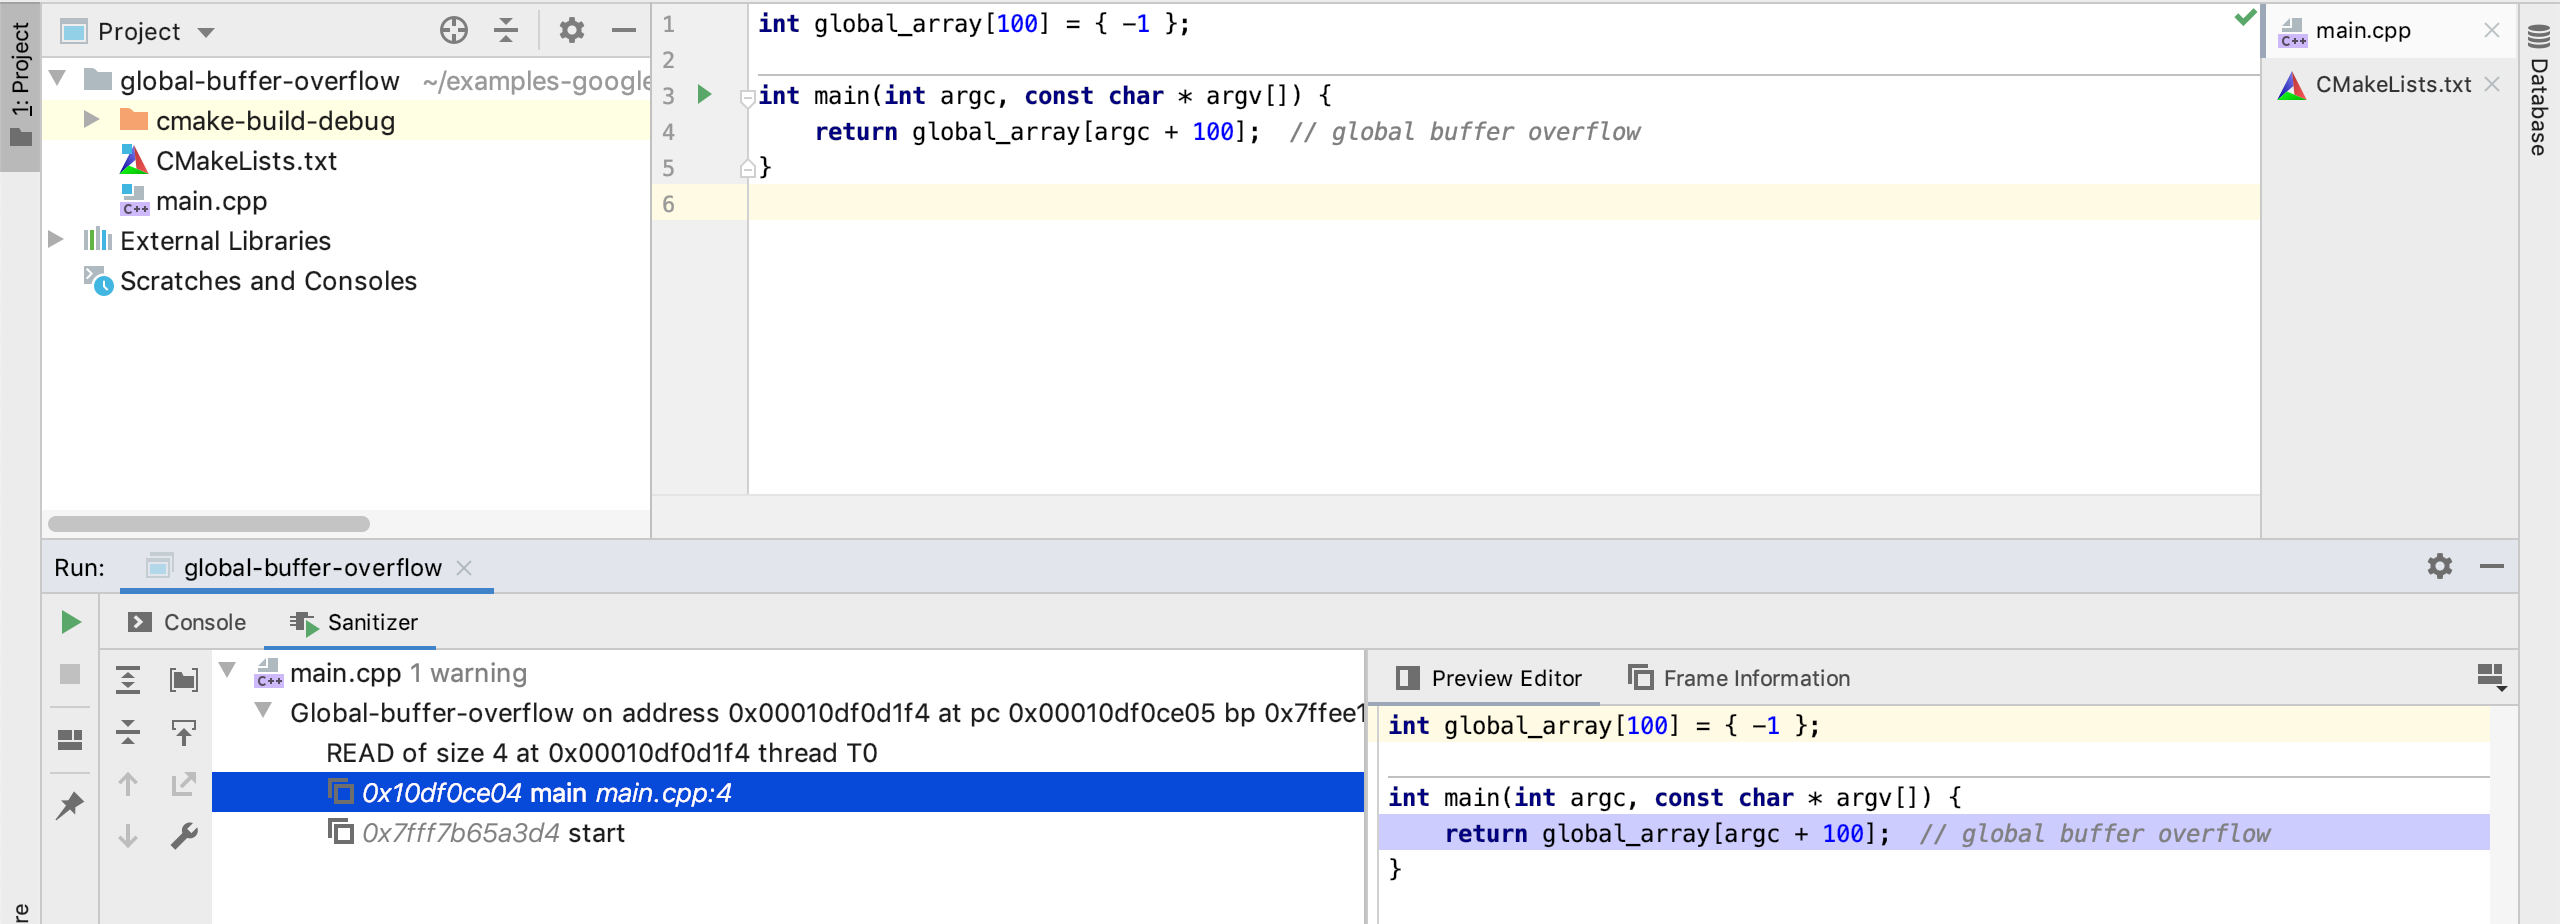 1: Project
Project
global-buffer-overflow ~/examples-google
cmake-build-debug
CMakeLists.txt
C++ main.cpp
External Libraries
Scratches and Consoles
1 int global_array[100] = { -1 };
2
3 int main(int argc, const char * argv[]) {
4 return global_array[argc + 100]; // global buffer overflow
5 }
6
C++ main.cpp
CMakeLists.txt
Database
Run: global-buffer-overflow
Console Sanitizer
C++ main.cpp 1 warning
Global-buffer-overflow on address 0x00010df0d1f4 at pc 0x00010df0ce05 bp 0x7ffee1
READ of size 4 at 0x00010df0d1f4 thread T0
0x10df0ce04 main main.cpp:4
0x7fff7b65a3d4 start
Preview Editor Frame Information
int global_array[100] = { -1 };
int main(int argc, const char * argv[]) {
return global_array[argc + 100]; // global buffer overflow
}
re